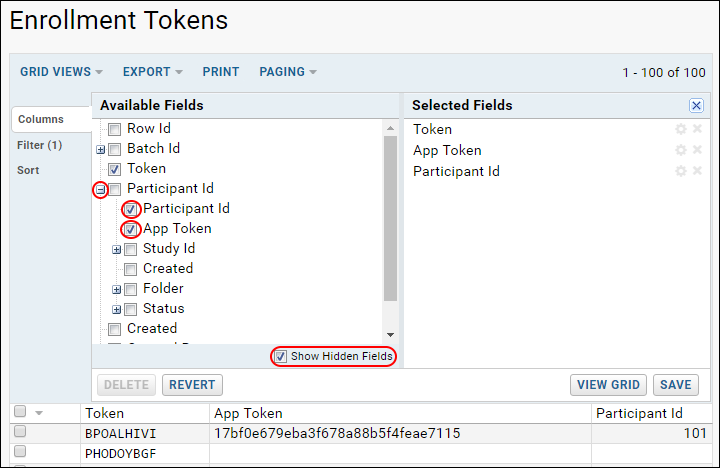 Enrollment Tokens
GRID VIEWS EXPORT PRINT PAGING 1 - 100 of 100
Columns
Filter (1)
Sort
Available Fields
Row Id
Batch Id
Token
Participant Id
Participant Id
App Token
Study Id
Created
Folder
Status
Created
Show Hidden Fields
Selected Fields
Token
App Token
Participant Id
DELETE REVERT VIEW GRID SAVE
Token App Token Participant Id
BPOALHIVI 17bf0e679eba3f678a88b5f4feae7115 101
PHODOYBGF